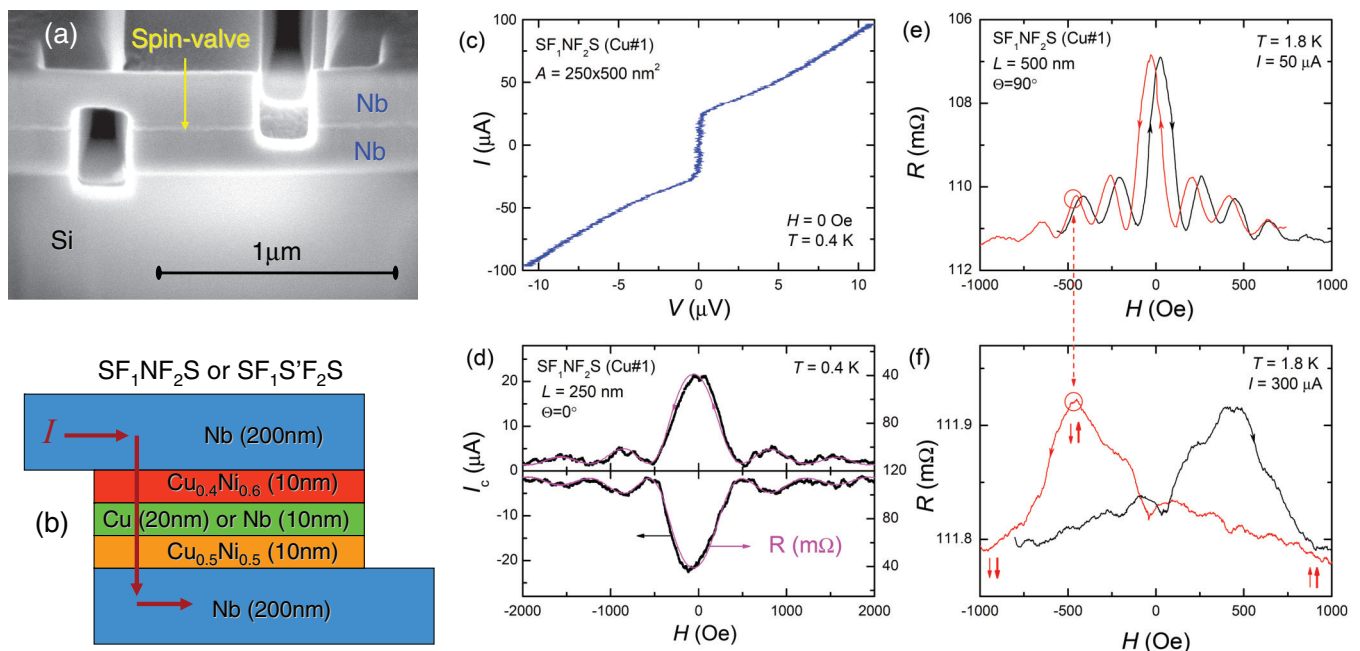 (a)
Spin-valve
Nb
Nb
Si
1μm
SF₁NF₂S or SF₁S'F₂S
I
Nb (200nm)
Cu₀.₄Ni₀.₆ (10nm)
(b)
Cu (20nm) or Nb (10nm)
Cu₀.₅Ni₀.₅ (10nm)
Nb (200nm)
(c)
SF₁NF₂S (Cu#1)
A = 250x500 nm²
H = 0 Oe
T = 0.4 K
I (μA)
100
50
0
-50
-100
-10 -5 0 5 10
V (μV)
(d)
SF₁NF₂S (Cu#1)
L = 250 nm
Θ=0°
T = 0.4 K
I_c (μA)
20
10
0
-10
-20
40
80
120
80
40
R (mΩ)
-2000 -1000 0 1000 2000
H (Oe)
(e)
SF₁NF₂S (Cu#1)
L = 500 nm
Θ=90°
T = 1.8 K
I = 50 μA
R (mΩ)
106
108
110
112
-1000 -500 0 500 1000
H (Oe)
(f)
T = 1.8 K
I = 300 μA
R (mΩ)
111.9
111.8
-1000 -500 0 500 1000
H (Oe)